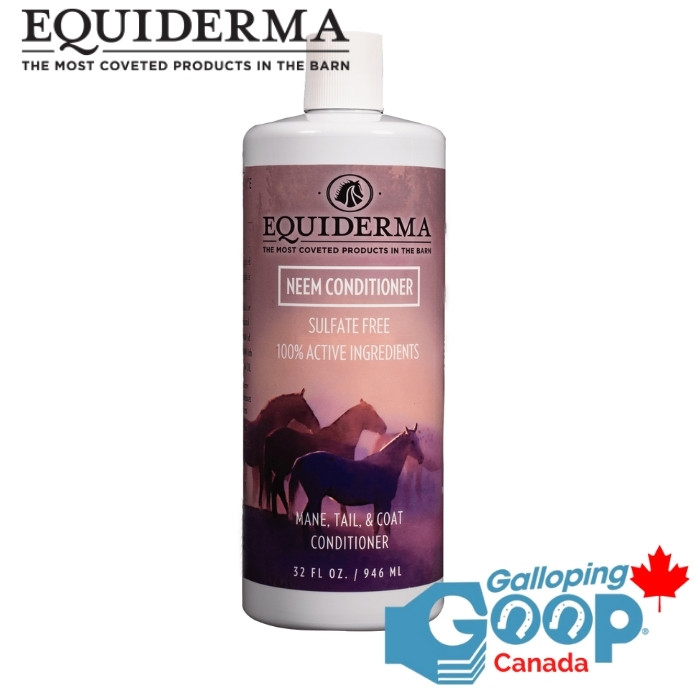 EQUIDERMA
THE MOST COVETED PRODUCTS IN THE BARN
EQUIDERMA
THE MOST COVETED PRODUCTS IN THE BARN
NEEM CONDITIONER
SULFATE FREE
100% ACTIVE INGREDIENTS
MANE, TAIL, & COAT
CONDITIONER
32 FL OZ. / 946 ML
Galloping
GOOP®
Canada